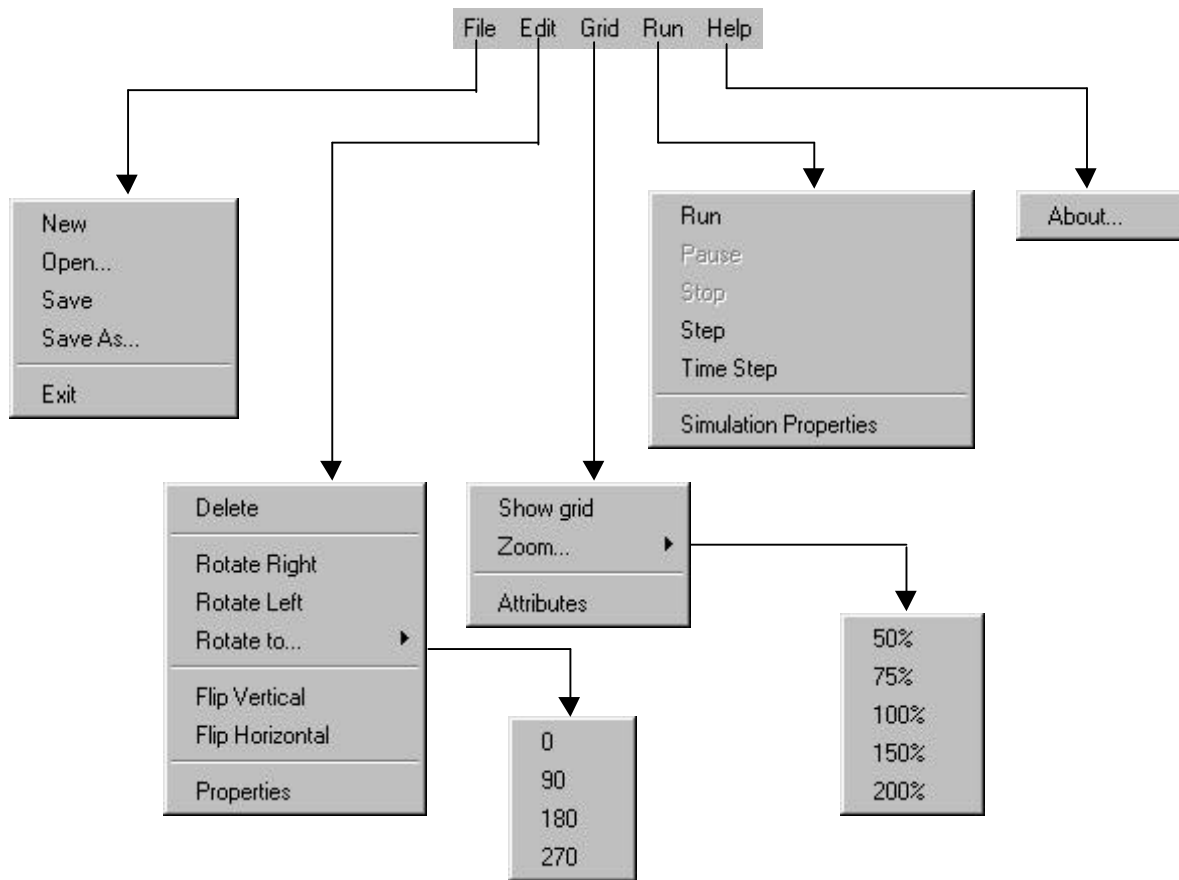 File Edit Grid Run Help
New
Open...
Save
Save As...
Exit
Delete
Rotate Right
Rotate Left
Rotate to...
Flip Vertical
Flip Horizontal
Properties
0
90
180
270
Show grid
Zoom...
Attributes
50%
75%
100%
150%
200%
Run
Pause
Stop
Step
Time Step
Simulation Properties
About...